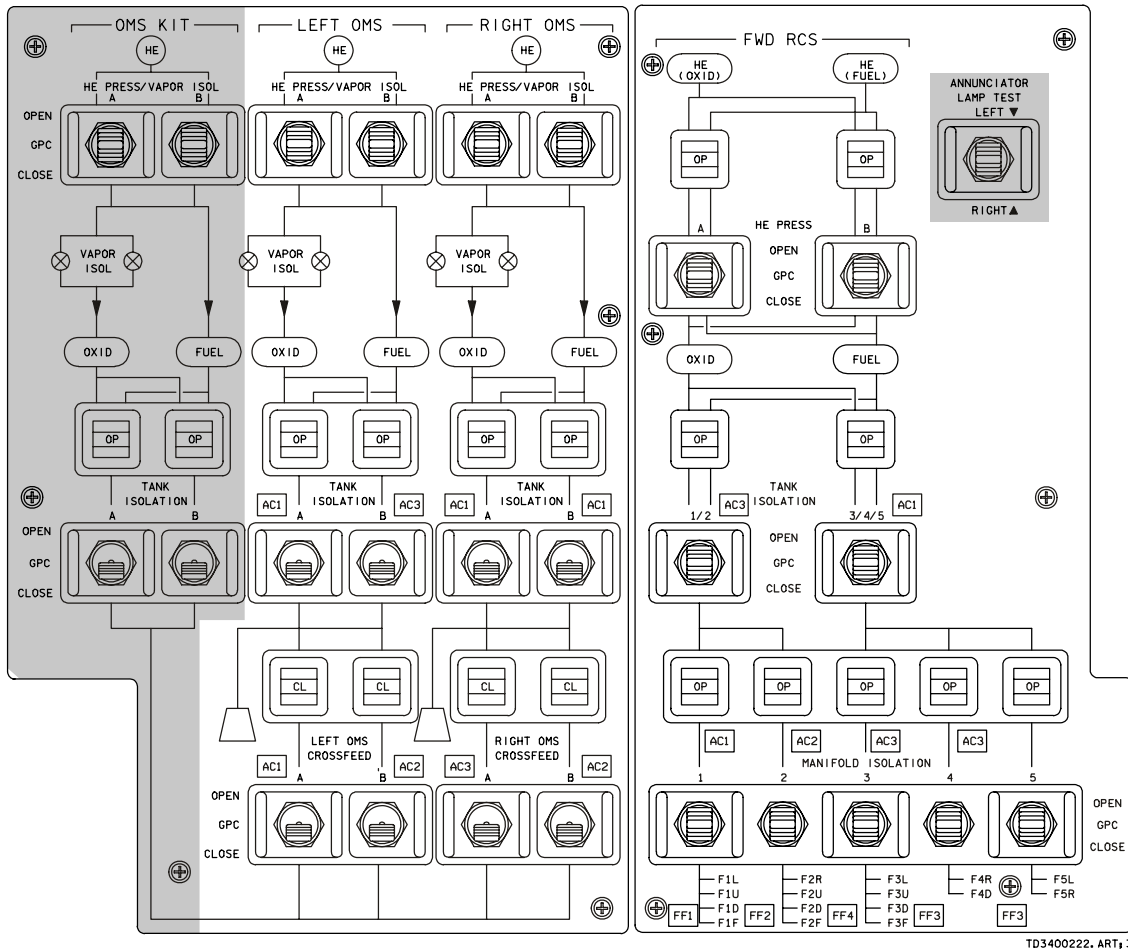 OMS KIT LEFT OMS RIGHT OMS
HE HE HE
HE PRESS/VAPOR ISOL HE PRESS/VAPOR ISOL HE PRESS/VAPOR ISOL
A B A B A B
OPEN
GPC
CLOSE
VAPOR ISOL VAPOR ISOL VAPOR ISOL
OXID FUEL OXID FUEL OXID FUEL
OP OP OP OP OP OP
TANK ISOLATION TANK ISOLATION TANK ISOLATION
A B AC1 A B AC3 AC1 A B AC1
OPEN
GPC
CLOSE
CL CL CL CL
LEFT OMS CROSSFEED RIGHT OMS CROSSFEED
AC1 A B AC2 AC3 A B AC2
OPEN
GPC
CLOSE
FWD RCS
HE (OXID) HE (FUEL)
OP OP
A HE PRESS B
OPEN
GPC
CLOSE
OXID FUEL
OP OP
TANK ISOLATION
1/2 AC3 3/4/5 AC1
OPEN
GPC
CLOSE
OP OP OP OP OP
AC1 AC2 AC3 AC3
MANIFOLD ISOLATION
1 2 3 4 5
OPEN
GPC
CLOSE
F1L F2R F3L F4R F5L
F1U F2U F3U F4D F5R
F1D F2D F3D
F1F F2F F3F
FF1 FF2 FF4 FF3 FF3
ANNUNCIATOR
LAMP TEST
LEFT ▼
RIGHT ▲